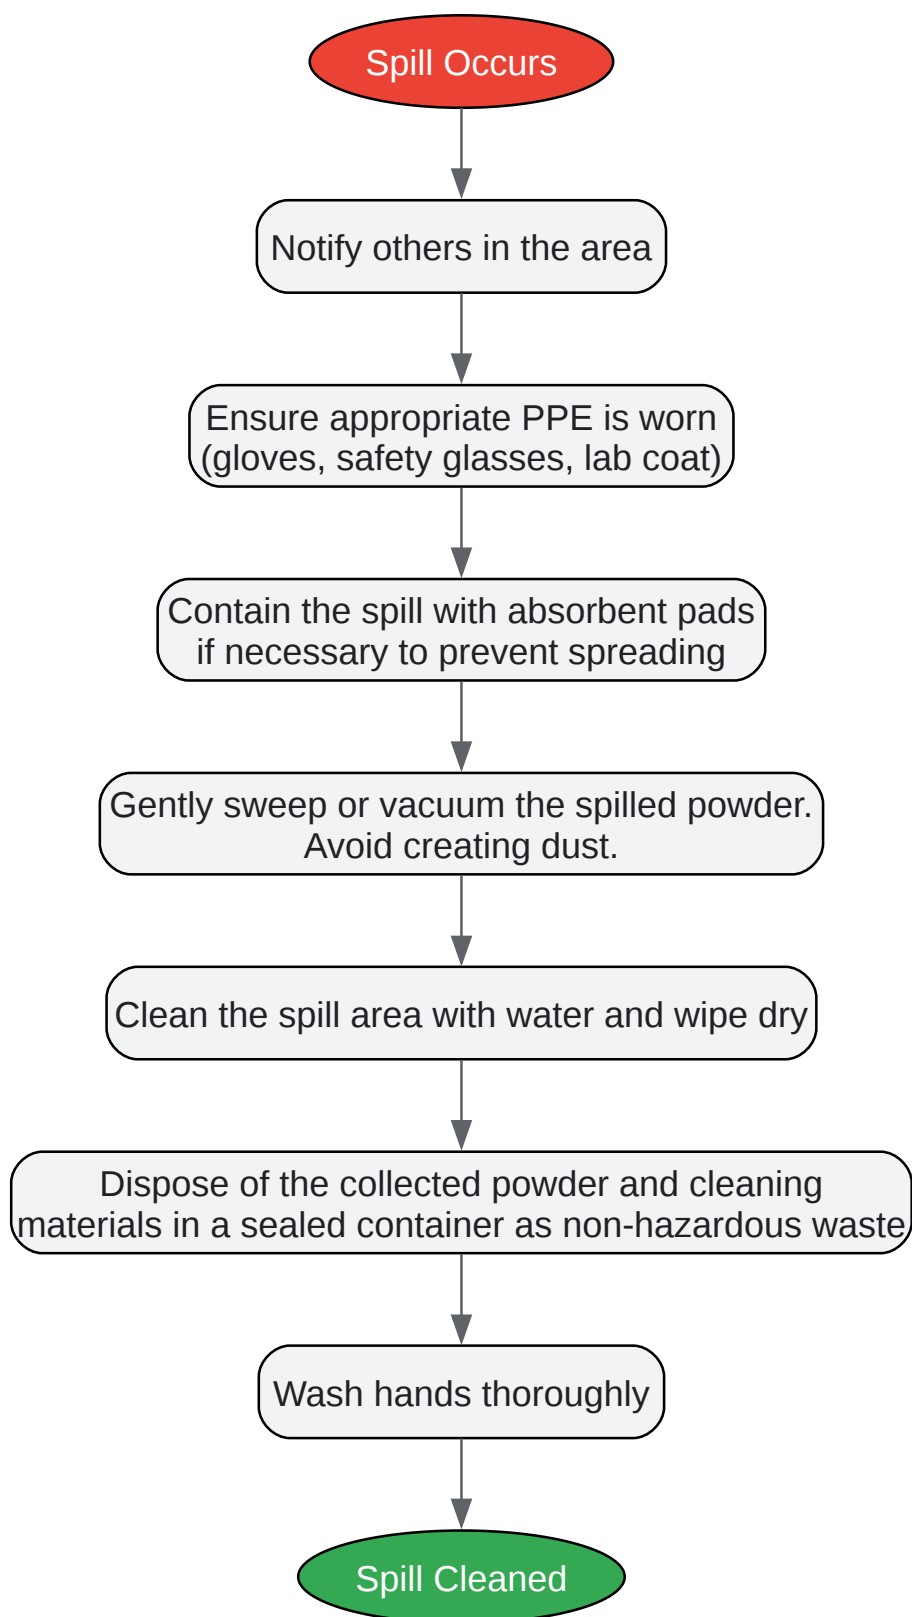 Spill Occurs
Notify others in the area
Ensure appropriate PPE is worn
(gloves, safety glasses, lab coat)
Contain the spill with absorbent pads
if necessary to prevent spreading
Gently sweep or vacuum the spilled powder.
Avoid creating dust.
Clean the spill area with water and wipe dry
Dispose of the collected powder and cleaning
materials in a sealed container as non-hazardous waste
Wash hands thoroughly
Spill Cleaned